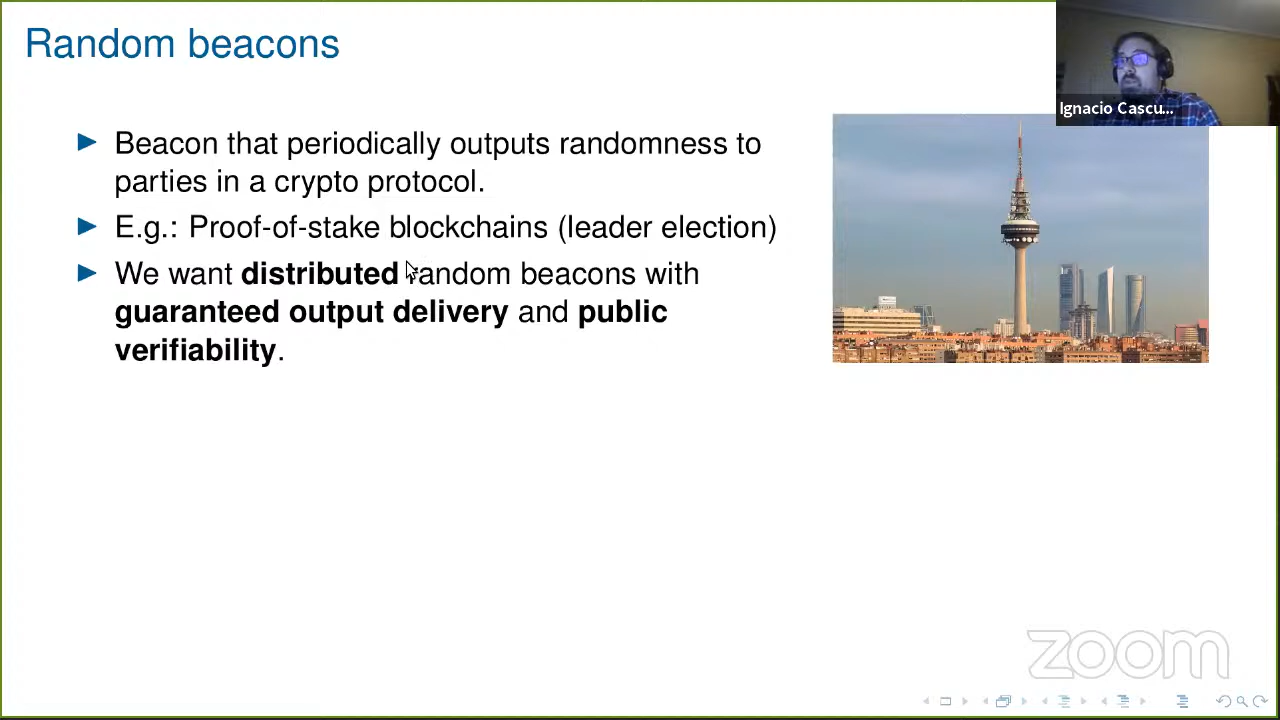 Random beacons
Ignacio Cascu...
Beacon that periodically outputs randomness to
parties in a crypto protocol.
E.g.: Proof-of-stake blockchains (leader election)
We want distributed random beacons with
guaranteed output delivery and public
verifiability.
zoom